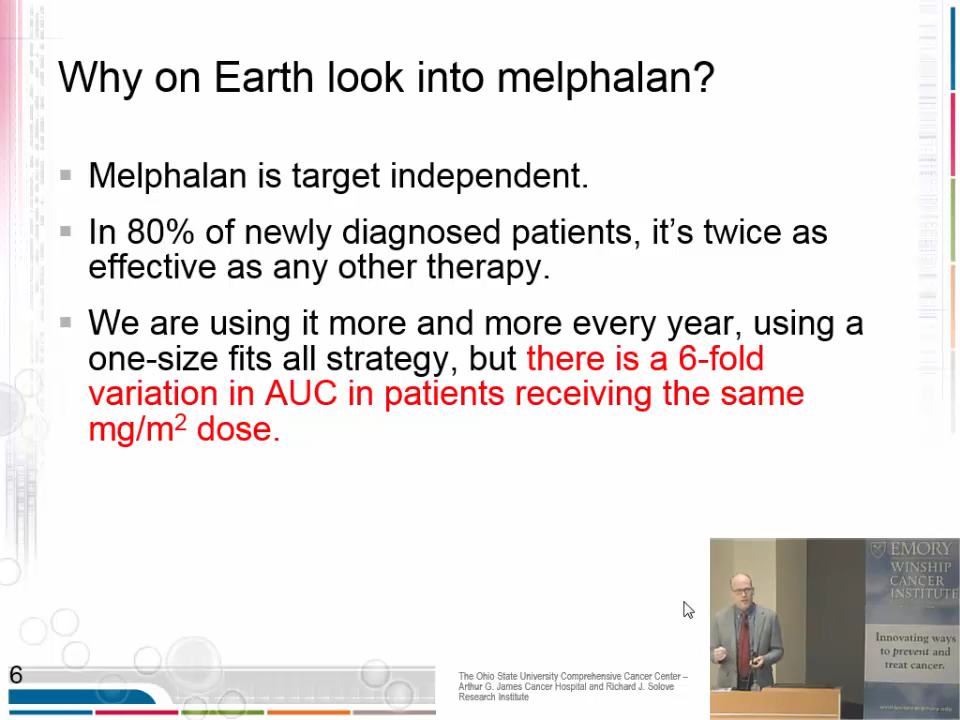 Why on Earth look into melphalan?
Melphalan is target independent.
In 80% of newly diagnosed patients, it's twice as
effective as any other therapy.
We are using it more and more every year, using a
one-size fits all strategy, but there is a 6-fold
variation in AUC in patients receiving the same
mg/m² dose.
EMORY
WINSHIP
CANCER
INSTITUTE
Innovating ways
to prevent and
treat cancer.
6
The Ohio State University Comprehensive Cancer Center –
Arthur G. James Cancer Hospital and Richard J. Solove
Research Institute